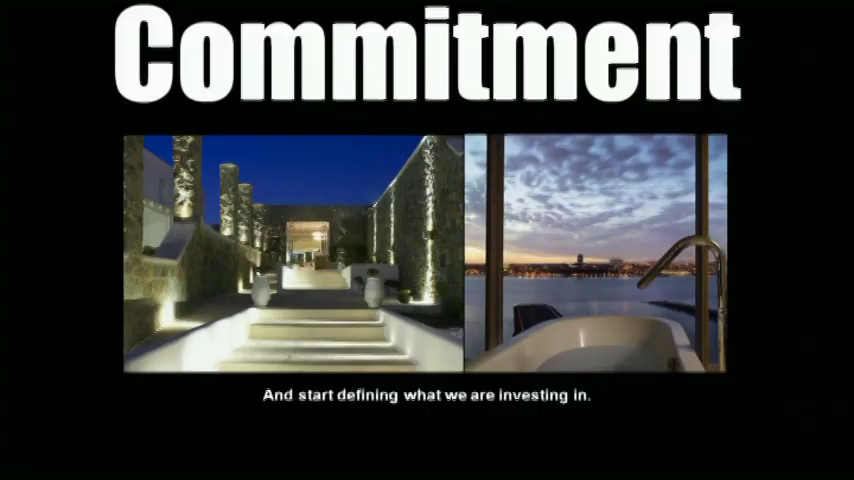 Commitment
And start defining what we are investing in.